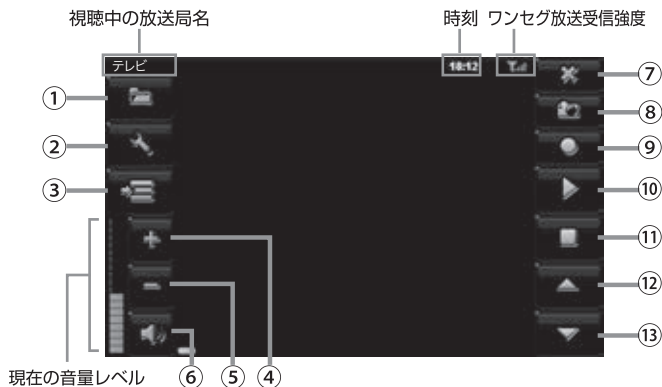 視聴中の放送局名
時刻
ワンセグ放送受信強度
テレビ
18:12
①
②
③
④
⑤
⑥
⑦
⑧
⑨
⑩
⑪
⑫
⑬
現在の音量レベル